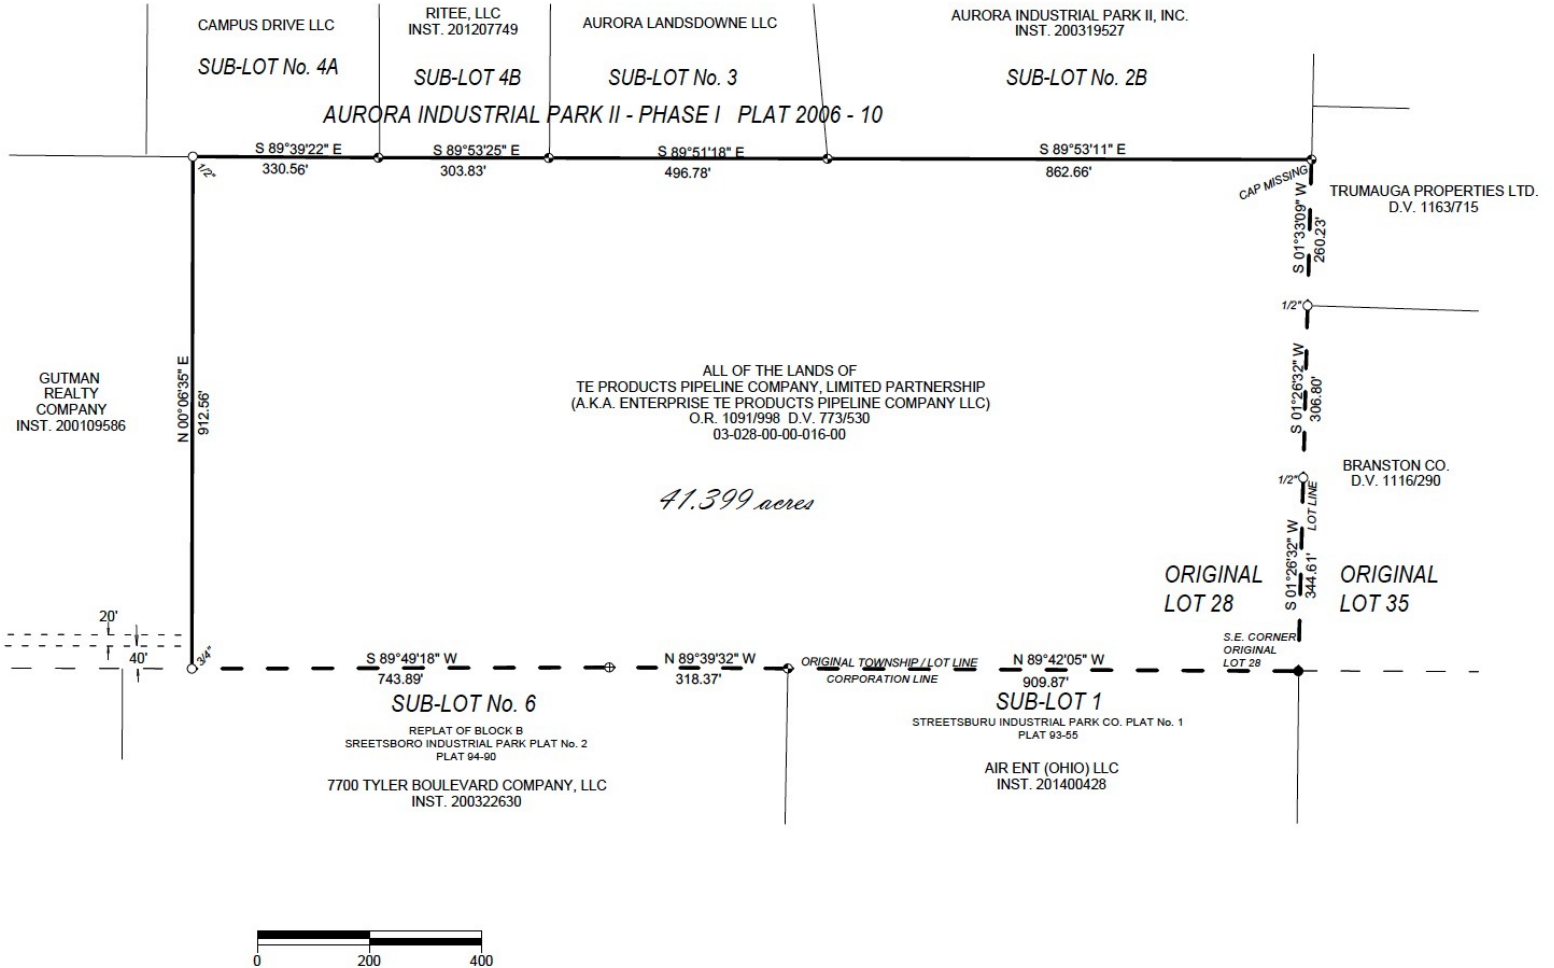 CAMPUS DRIVE LLC
SUB-LOT No. 4A
RITEE, LLC
INST. 201207749
SUB-LOT 4B
AURORA LANDSDOWNE LLC
SUB-LOT No. 3
AURORA INDUSTRIAL PARK II, INC.
INST. 200319527
SUB-LOT No. 2B
AURORA INDUSTRIAL PARK II - PHASE I PLAT 2006 - 10
S 89°39'22" E
330.56'
S 89°53'25" E
303.83'
S 89°51'18" E
496.78'
S 89°53'11" E
862.66'
1/2"
CAP MISSING
TRUMAUGA PROPERTIES LTD.
D.V. 1163/715
S 01°33'09" W
260.23'
1/2"
GUTMAN
REALTY
COMPANY
INST. 200109586
N 00°06'35" E
912.56'
ALL OF THE LANDS OF
TE PRODUCTS PIPELINE COMPANY, LIMITED PARTNERSHIP
(A.K.A. ENTERPRISE TE PRODUCTS PIPELINE COMPANY LLC)
O.R. 1091/998 D.V. 773/530
03-028-00-00-016-00
41.399 acres
S 01°26'32" W
306.80'
BRANSTON CO.
D.V. 1116/290
1/2"
LOT LINE
S 01°26'32" W
344.61'
ORIGINAL
LOT 28
ORIGINAL
LOT 35
S.E. CORNER
ORIGINAL
LOT 28
20'
40'
3/4"
S 89°49'18" W
743.89'
N 89°39'32" W
318.37'
ORIGINAL TOWNSHIP / LOT LINE
CORPORATION LINE
N 89°42'05" W
909.87'
SUB-LOT No. 6
REPLAT OF BLOCK B
SREETSBORO INDUSTRIAL PARK PLAT No. 2
PLAT 94-90
7700 TYLER BOULEVARD COMPANY, LLC
INST. 200322630
SUB-LOT 1
STREETSBURU INDUSTRIAL PARK CO. PLAT No. 1
PLAT 93-55
AIR ENT (OHIO) LLC
INST. 201400428
0 200 400